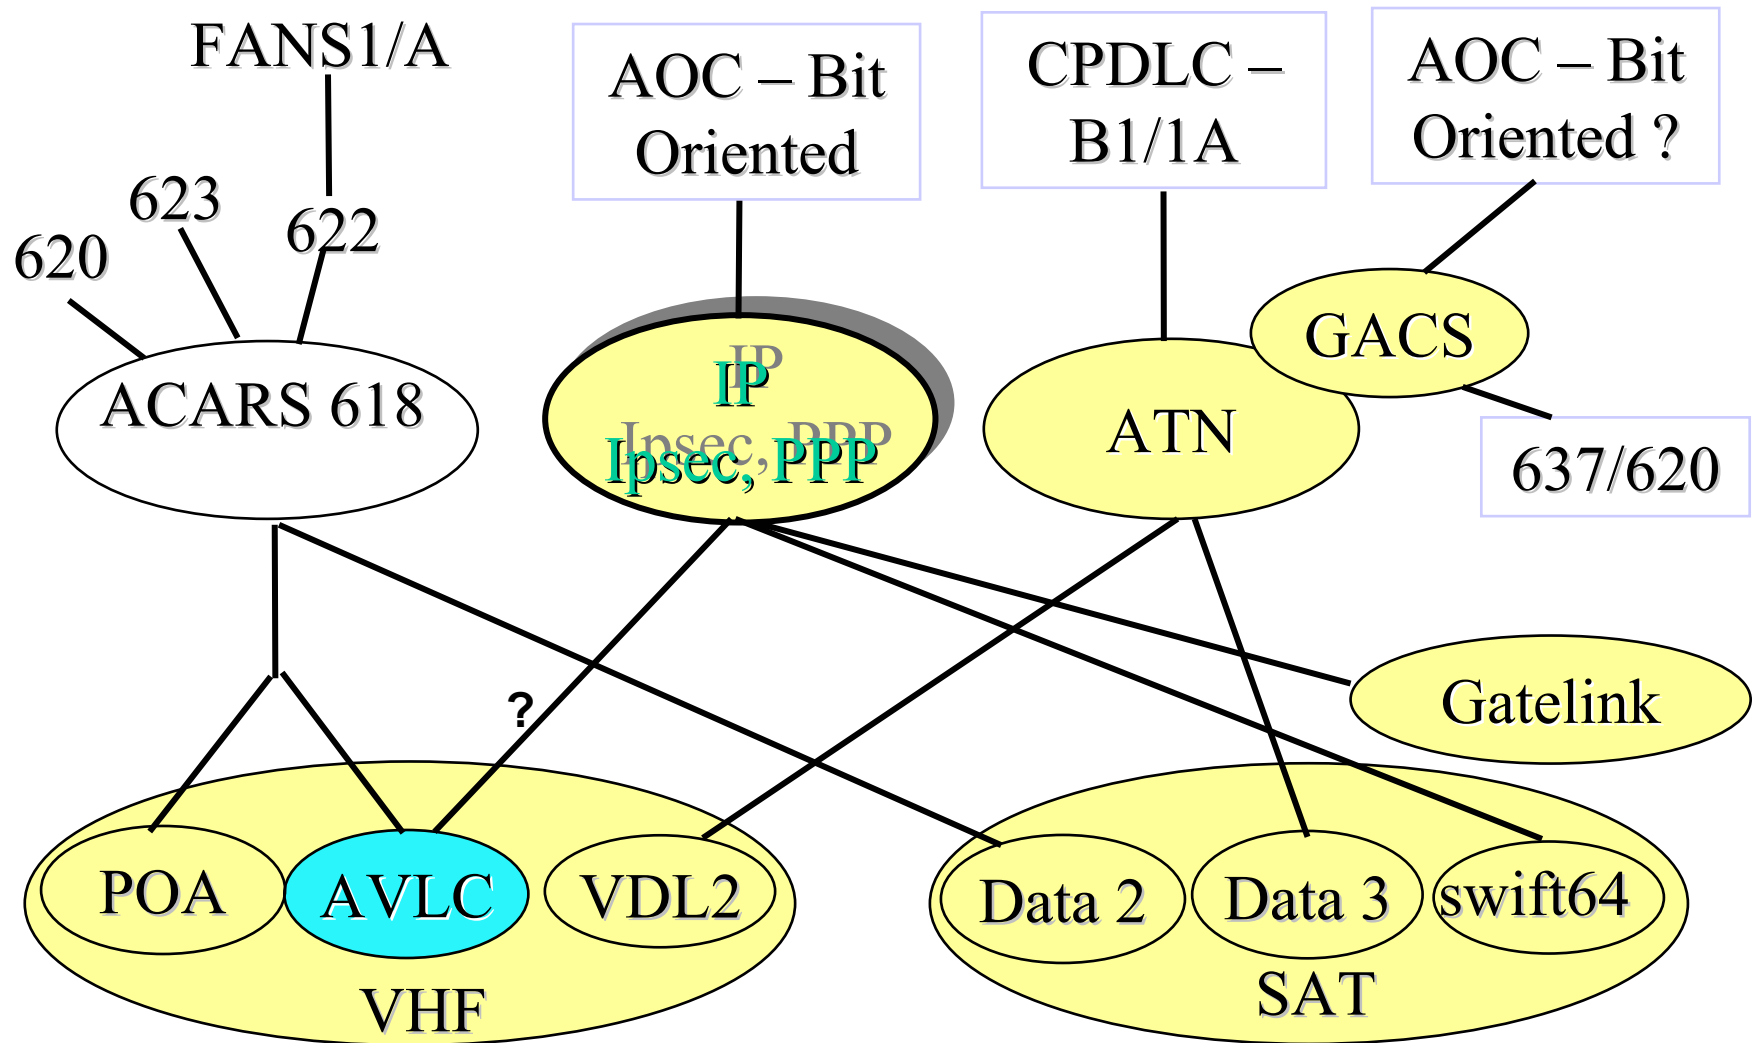 FANS1/A
AOC – Bit
Oriented
CPDLC –
B1/1A
AOC – Bit
Oriented ?
620
623
622
ACARS 618
IP
Ipsec, PPP
ATN
GACS
637/620
?
Gatelink
POA
AVLC
VDL2
VHF
Data 2
Data 3
swift64
SAT